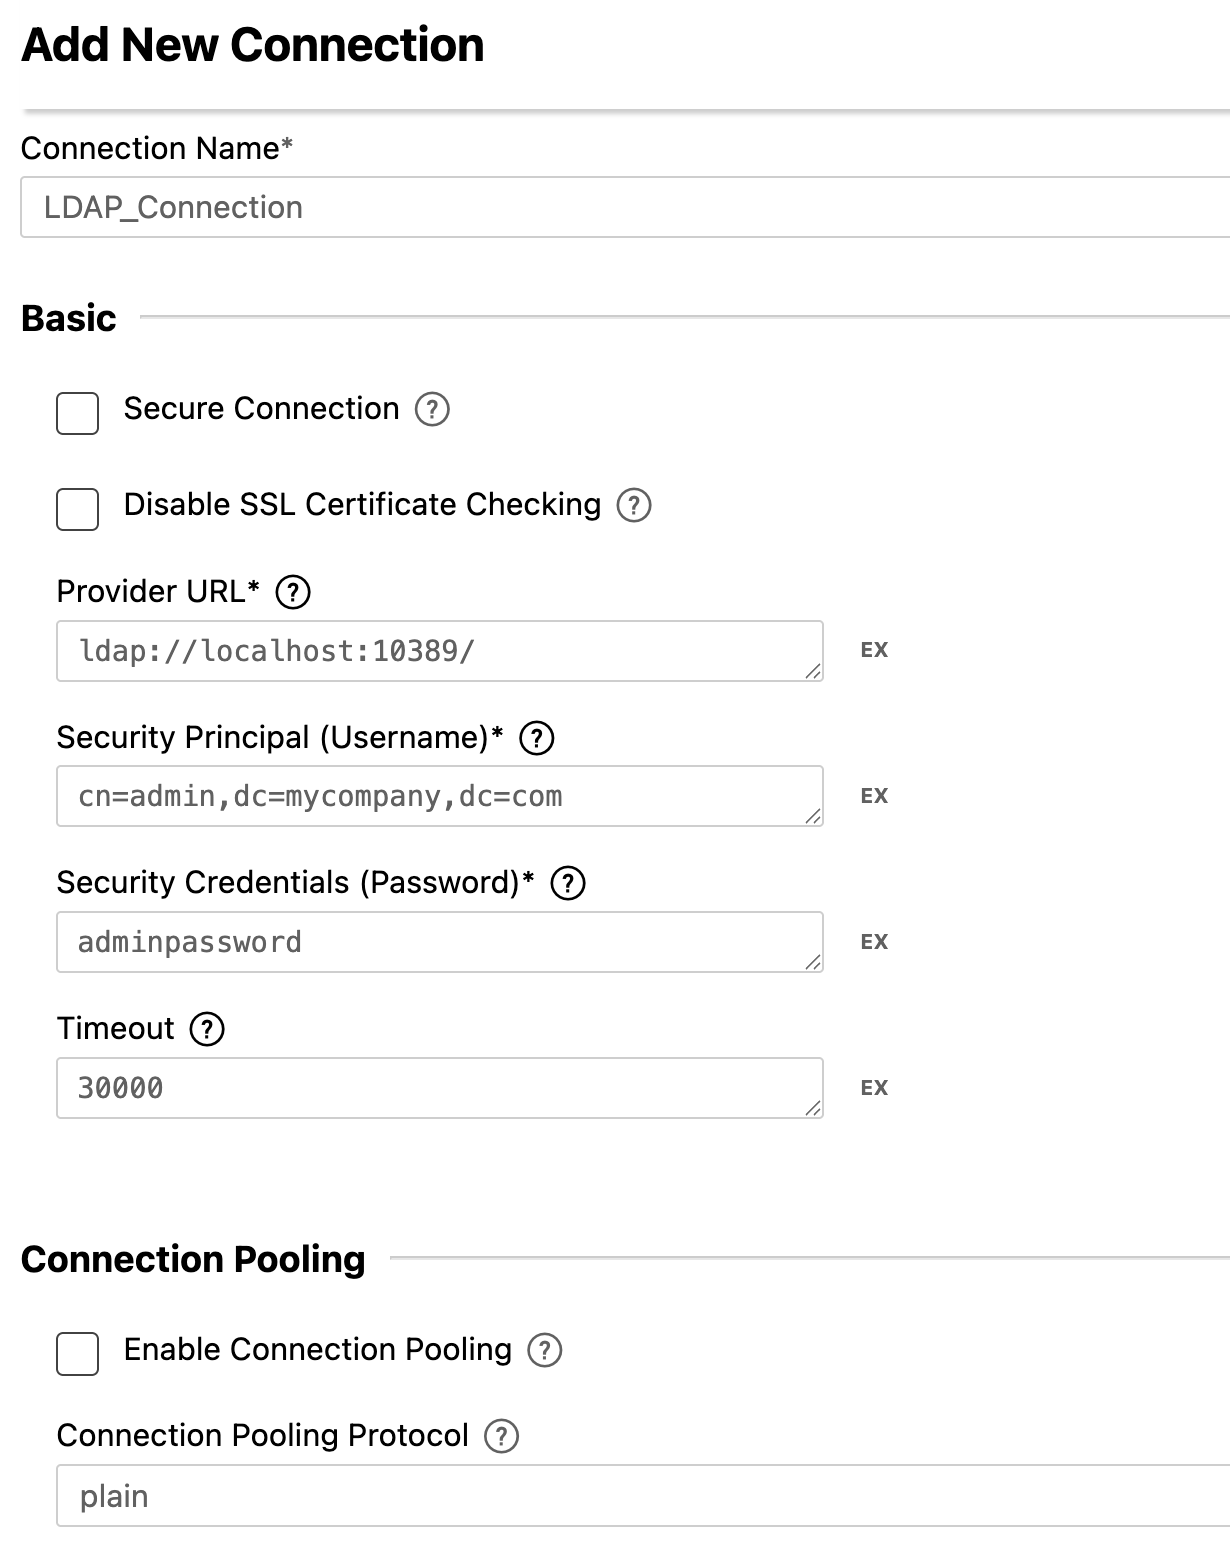 Add New Connection
Connection Name*
LDAP_Connection
Basic
Secure Connection ?
Disable SSL Certificate Checking ?
Provider URL* ?
ldap://localhost:10389/ EX
Security Principal (Username)* ?
cn=admin,dc=mycompany,dc=com EX
Security Credentials (Password)* ?
adminpassword EX
Timeout ?
30000 EX
Connection Pooling
Enable Connection Pooling ?
Connection Pooling Protocol ?
plain